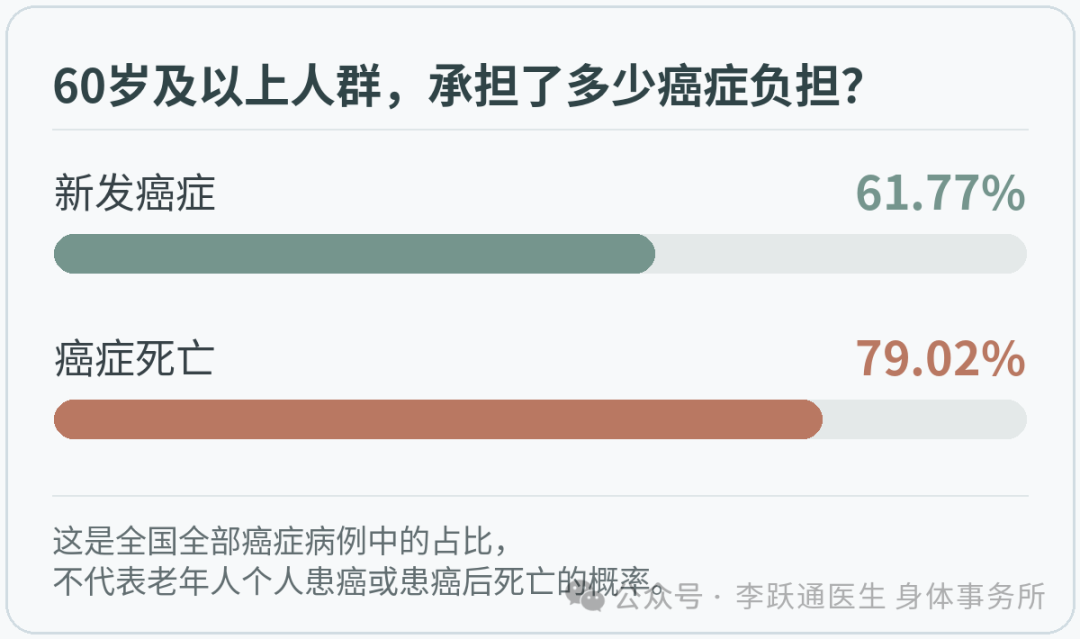 60岁及以上人群，承担了多少癌症负担？
新发癌症 61.77%
癌症死亡 79.02%
这是全国全部癌症病例中的占比，
不代表老年人个人患癌或患癌后死亡的概率。
公众号 · 李跃通医生 身体事务所